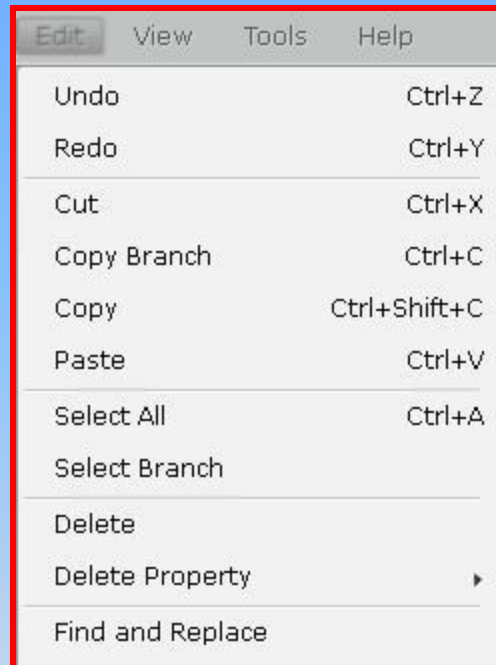 Edit View Tools Help
Undo Ctrl+Z
Redo Ctrl+Y
Cut Ctrl+X
Copy Branch Ctrl+C
Copy Ctrl+Shift+C
Paste Ctrl+V
Select All Ctrl+A
Select Branch
Delete
Delete Property
Find and Replace